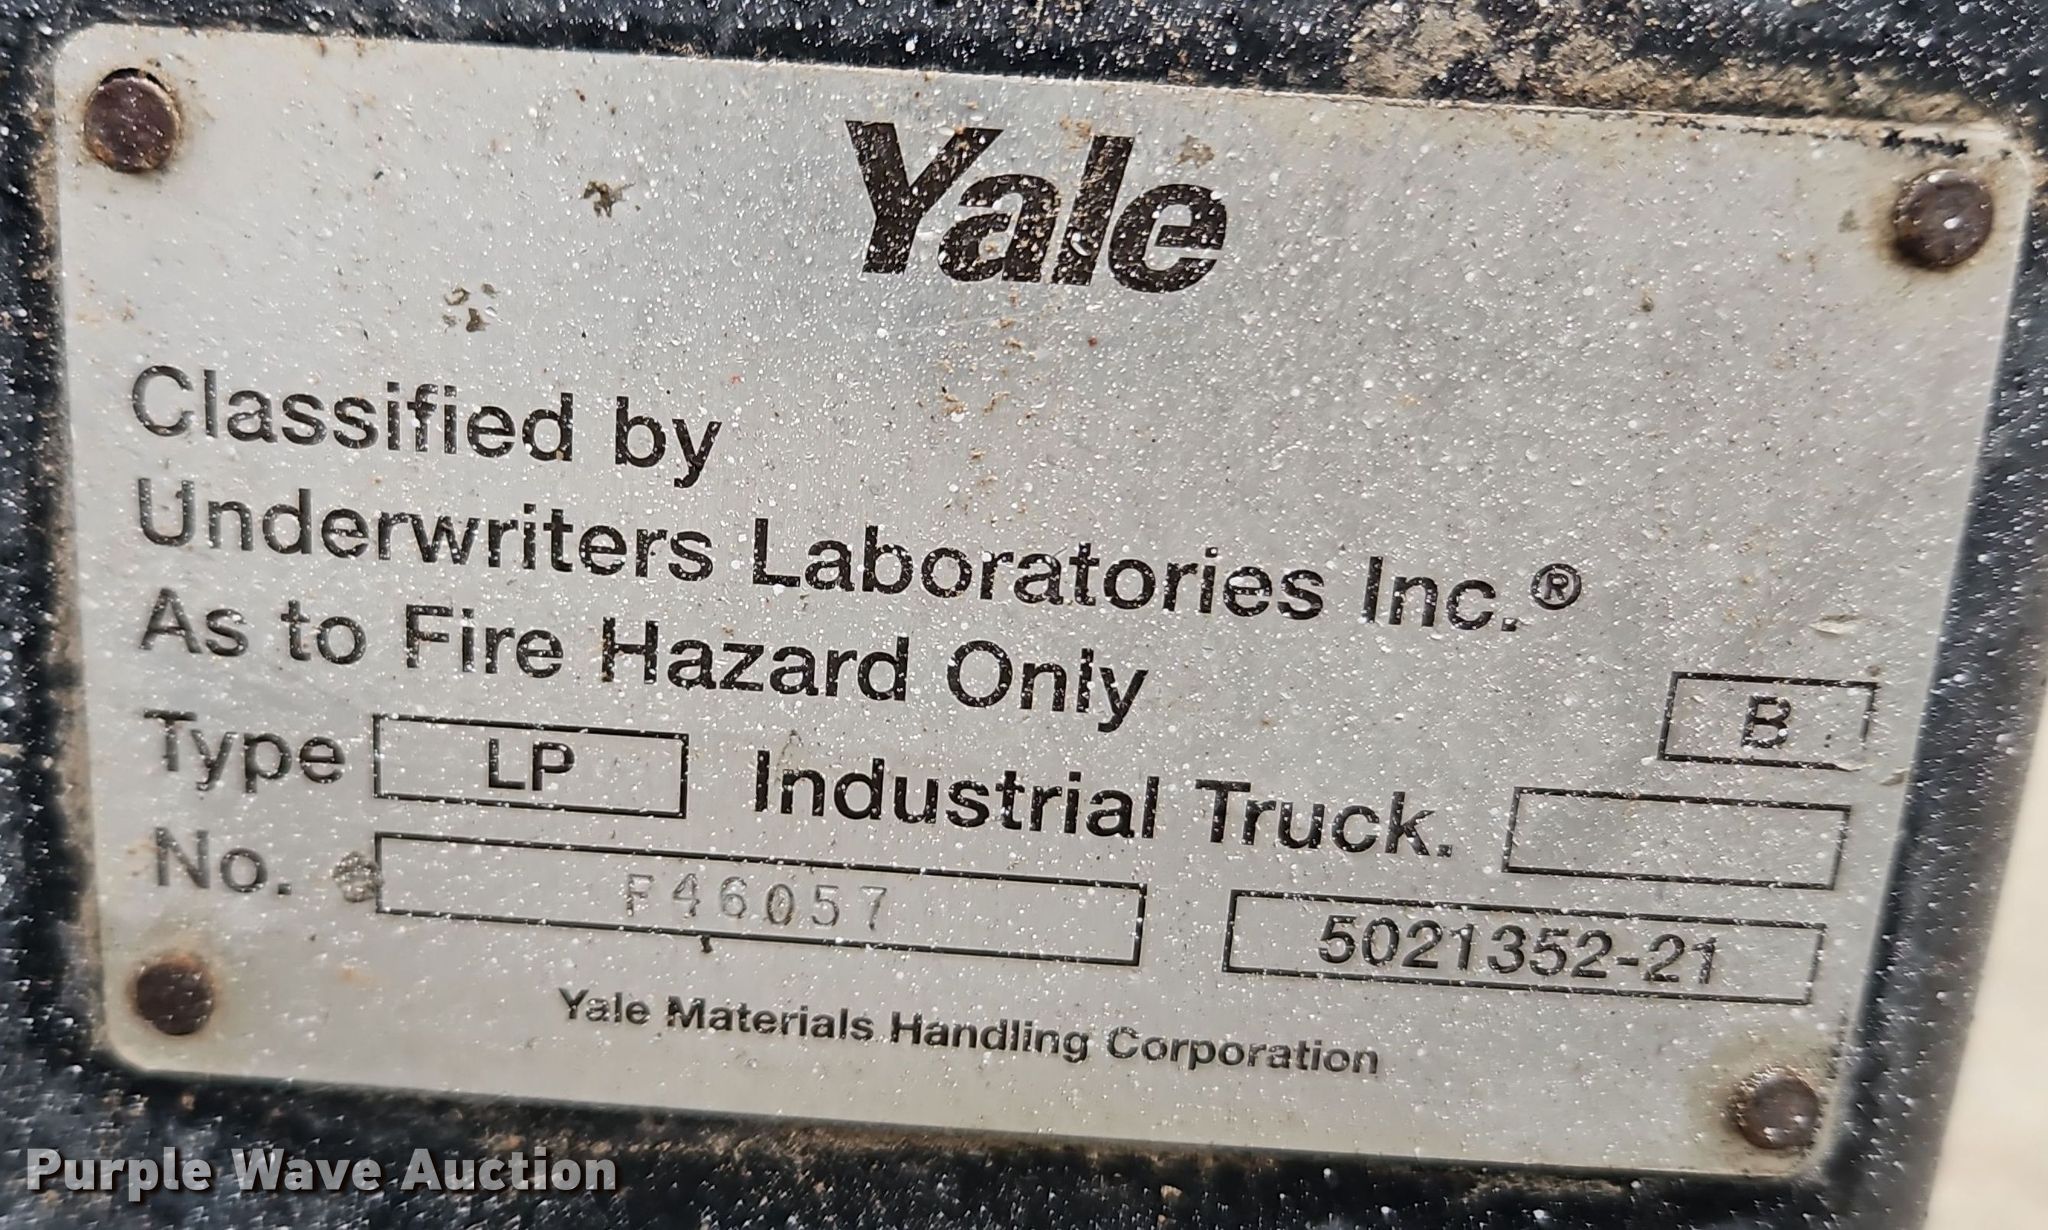 Yale
Classified by
Underwriters Laboratories Inc.®
As to Fire Hazard Only
B
Type LP Industrial Truck.
No. F46057 5021352-21
Yale Materials Handling Corporation
Purple Wave Auction